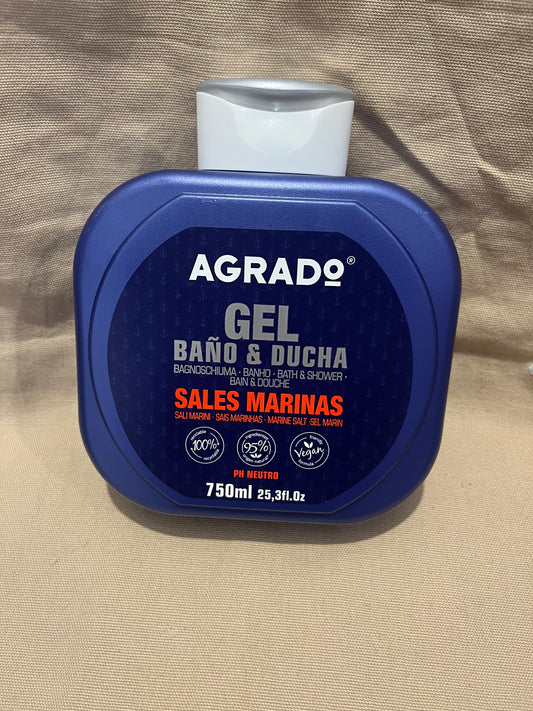 AGRADO®
GEL
BAÑO & DUCHA
BAGNOSCHIUMA · BANHO · BATH & SHOWER ·
BAIN & DOUCHE
SALES MARINAS
SALI MARINI · SAIS MARINHAS · MARINE SALT ·SEL MARIN
100%
95%
Vegan
PH NEUTRO
750ml 25,3fl.Oz